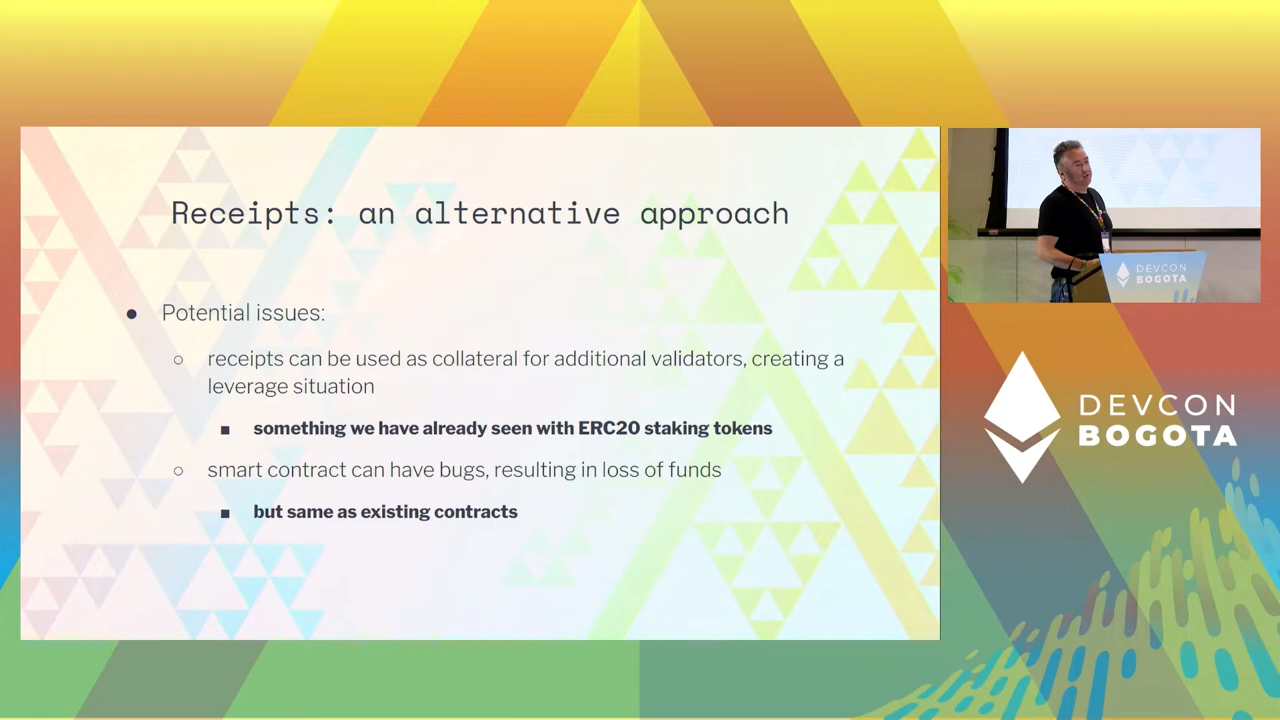 Receipts: an alternative approach
● Potential issues:
○ receipts can be used as collateral for additional validators, creating a
leverage situation
■ something we have already seen with ERC20 staking tokens
○ smart contract can have bugs, resulting in loss of funds
■ but same as existing contracts
DEVCON
BOGOTA
DEVCON
BOGOTA